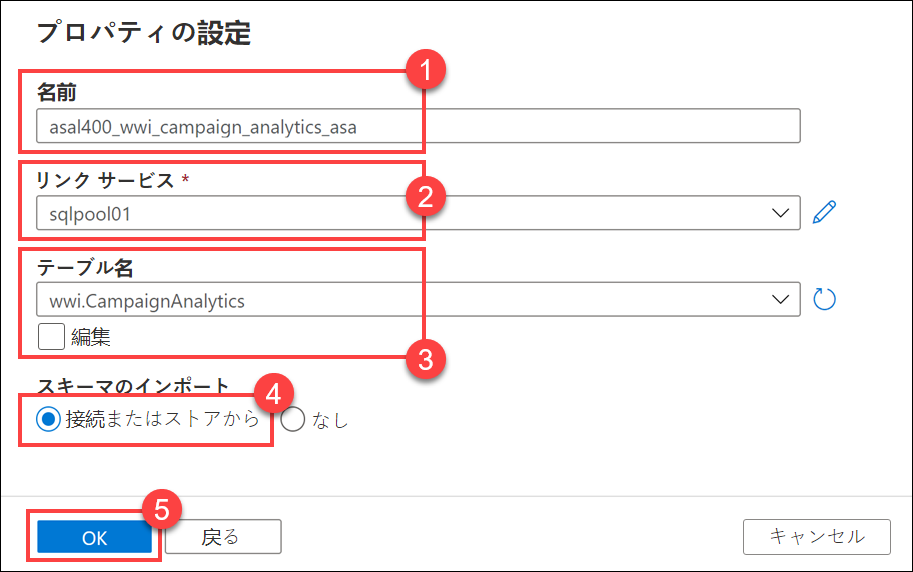 プロパティの設定
1
名前
asal400_wwi_campaign_analytics_asa
リンク サービス *
2
sqlpool01
テーブル名
wwi.CampaignAnalytics
編集
3
スキーマのインポート
4
接続またはストアから なし
5
OK 戻る キャンセル